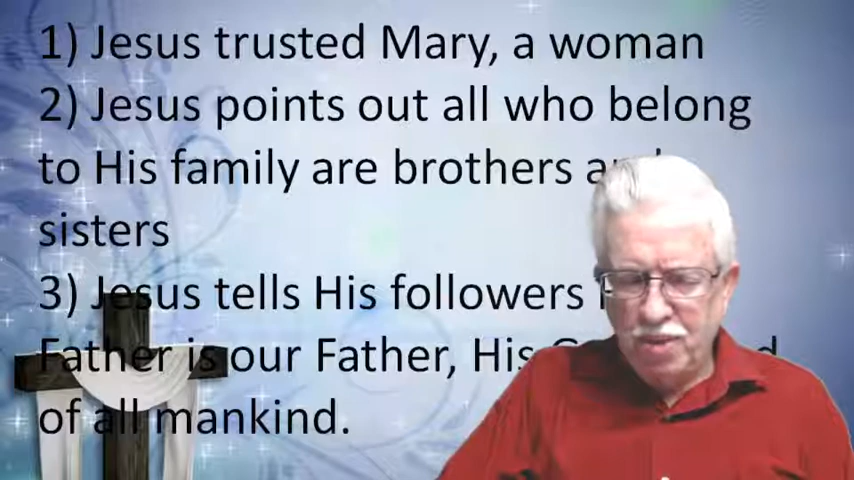 1) Jesus trusted Mary, a woman
2) Jesus points out all who belong
to His family are brothers
sisters
3) Jesus tells His followers
Father is our Father, His
of all mankind.